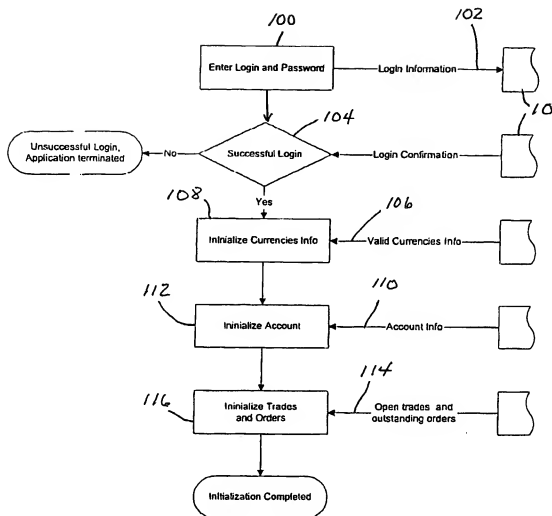 100
102
Enter Login and Password
LogIn Information
10
104
Unsuccessful Login,
Application terminated
No
Successful Login
Login Confirmation
Yes
108
106
Ininialize Currencies Info
Valid Currencies Info
112
110
Ininialize Account
Account Info
116
114
Ininialize Trades
and Orders
Open trades and
outstanding orders
Initialization Completed